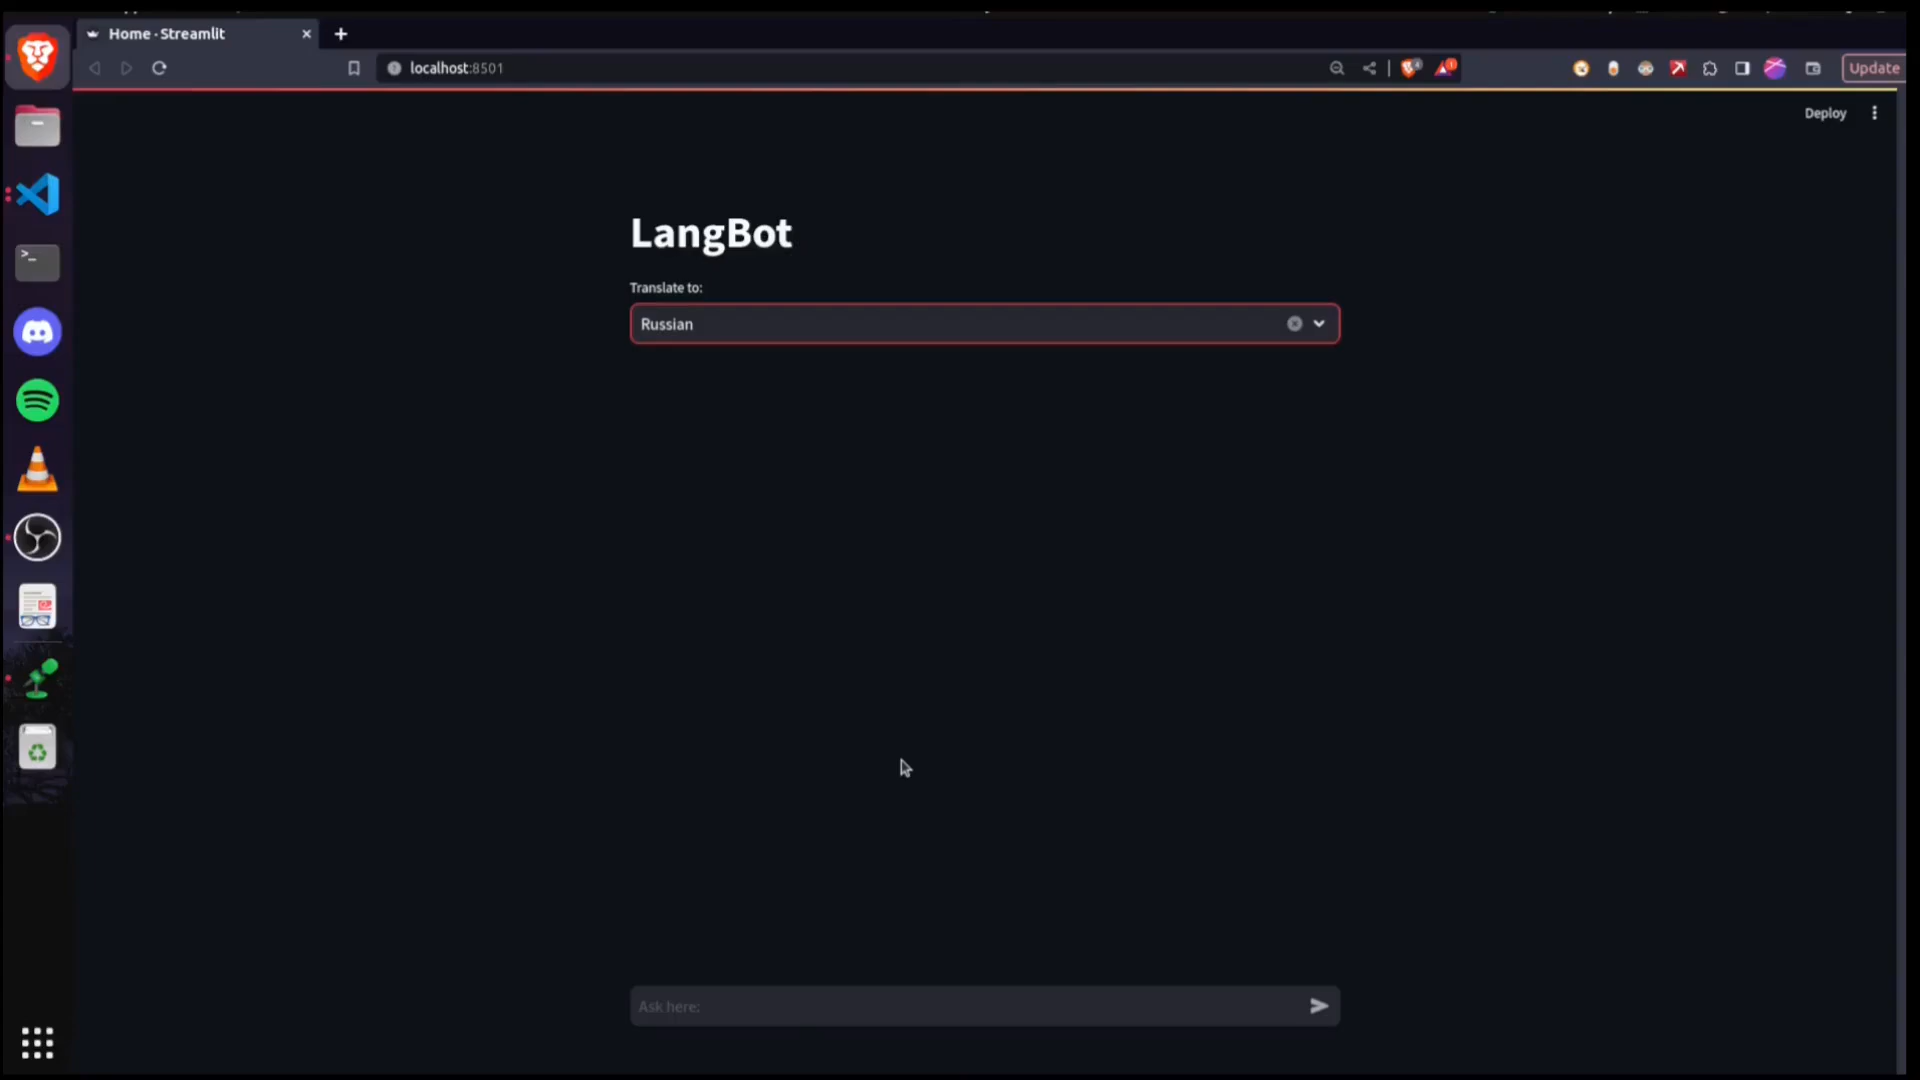 Home · Streamlit
localhost:8501
Update
Deploy
LangBot
Translate to:
Russian
Ask here: